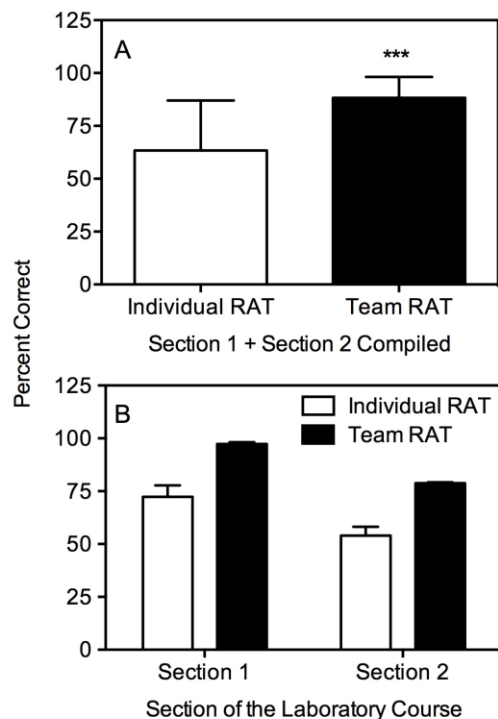 Percent Correct
A
***
125
100
75
50
25
0
Individual RAT Team RAT
Section 1 + Section 2 Compiled
B
Individual RAT
Team RAT
125
100
75
50
25
0
Section 1 Section 2
Section of the Laboratory Course